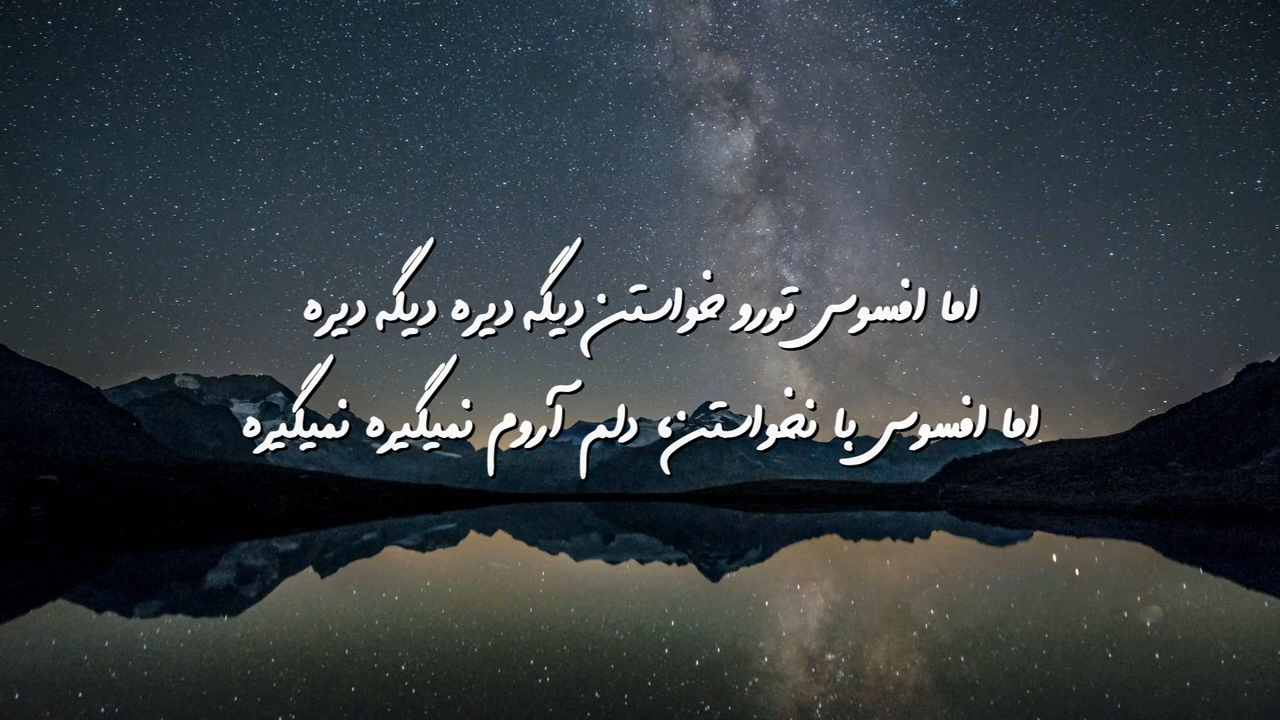 اما افسوس تورو خواستن دیگه دیره دیگه دیره
اما افسوس با نخواستن، دلم آروم نمیگیره نمیگیره